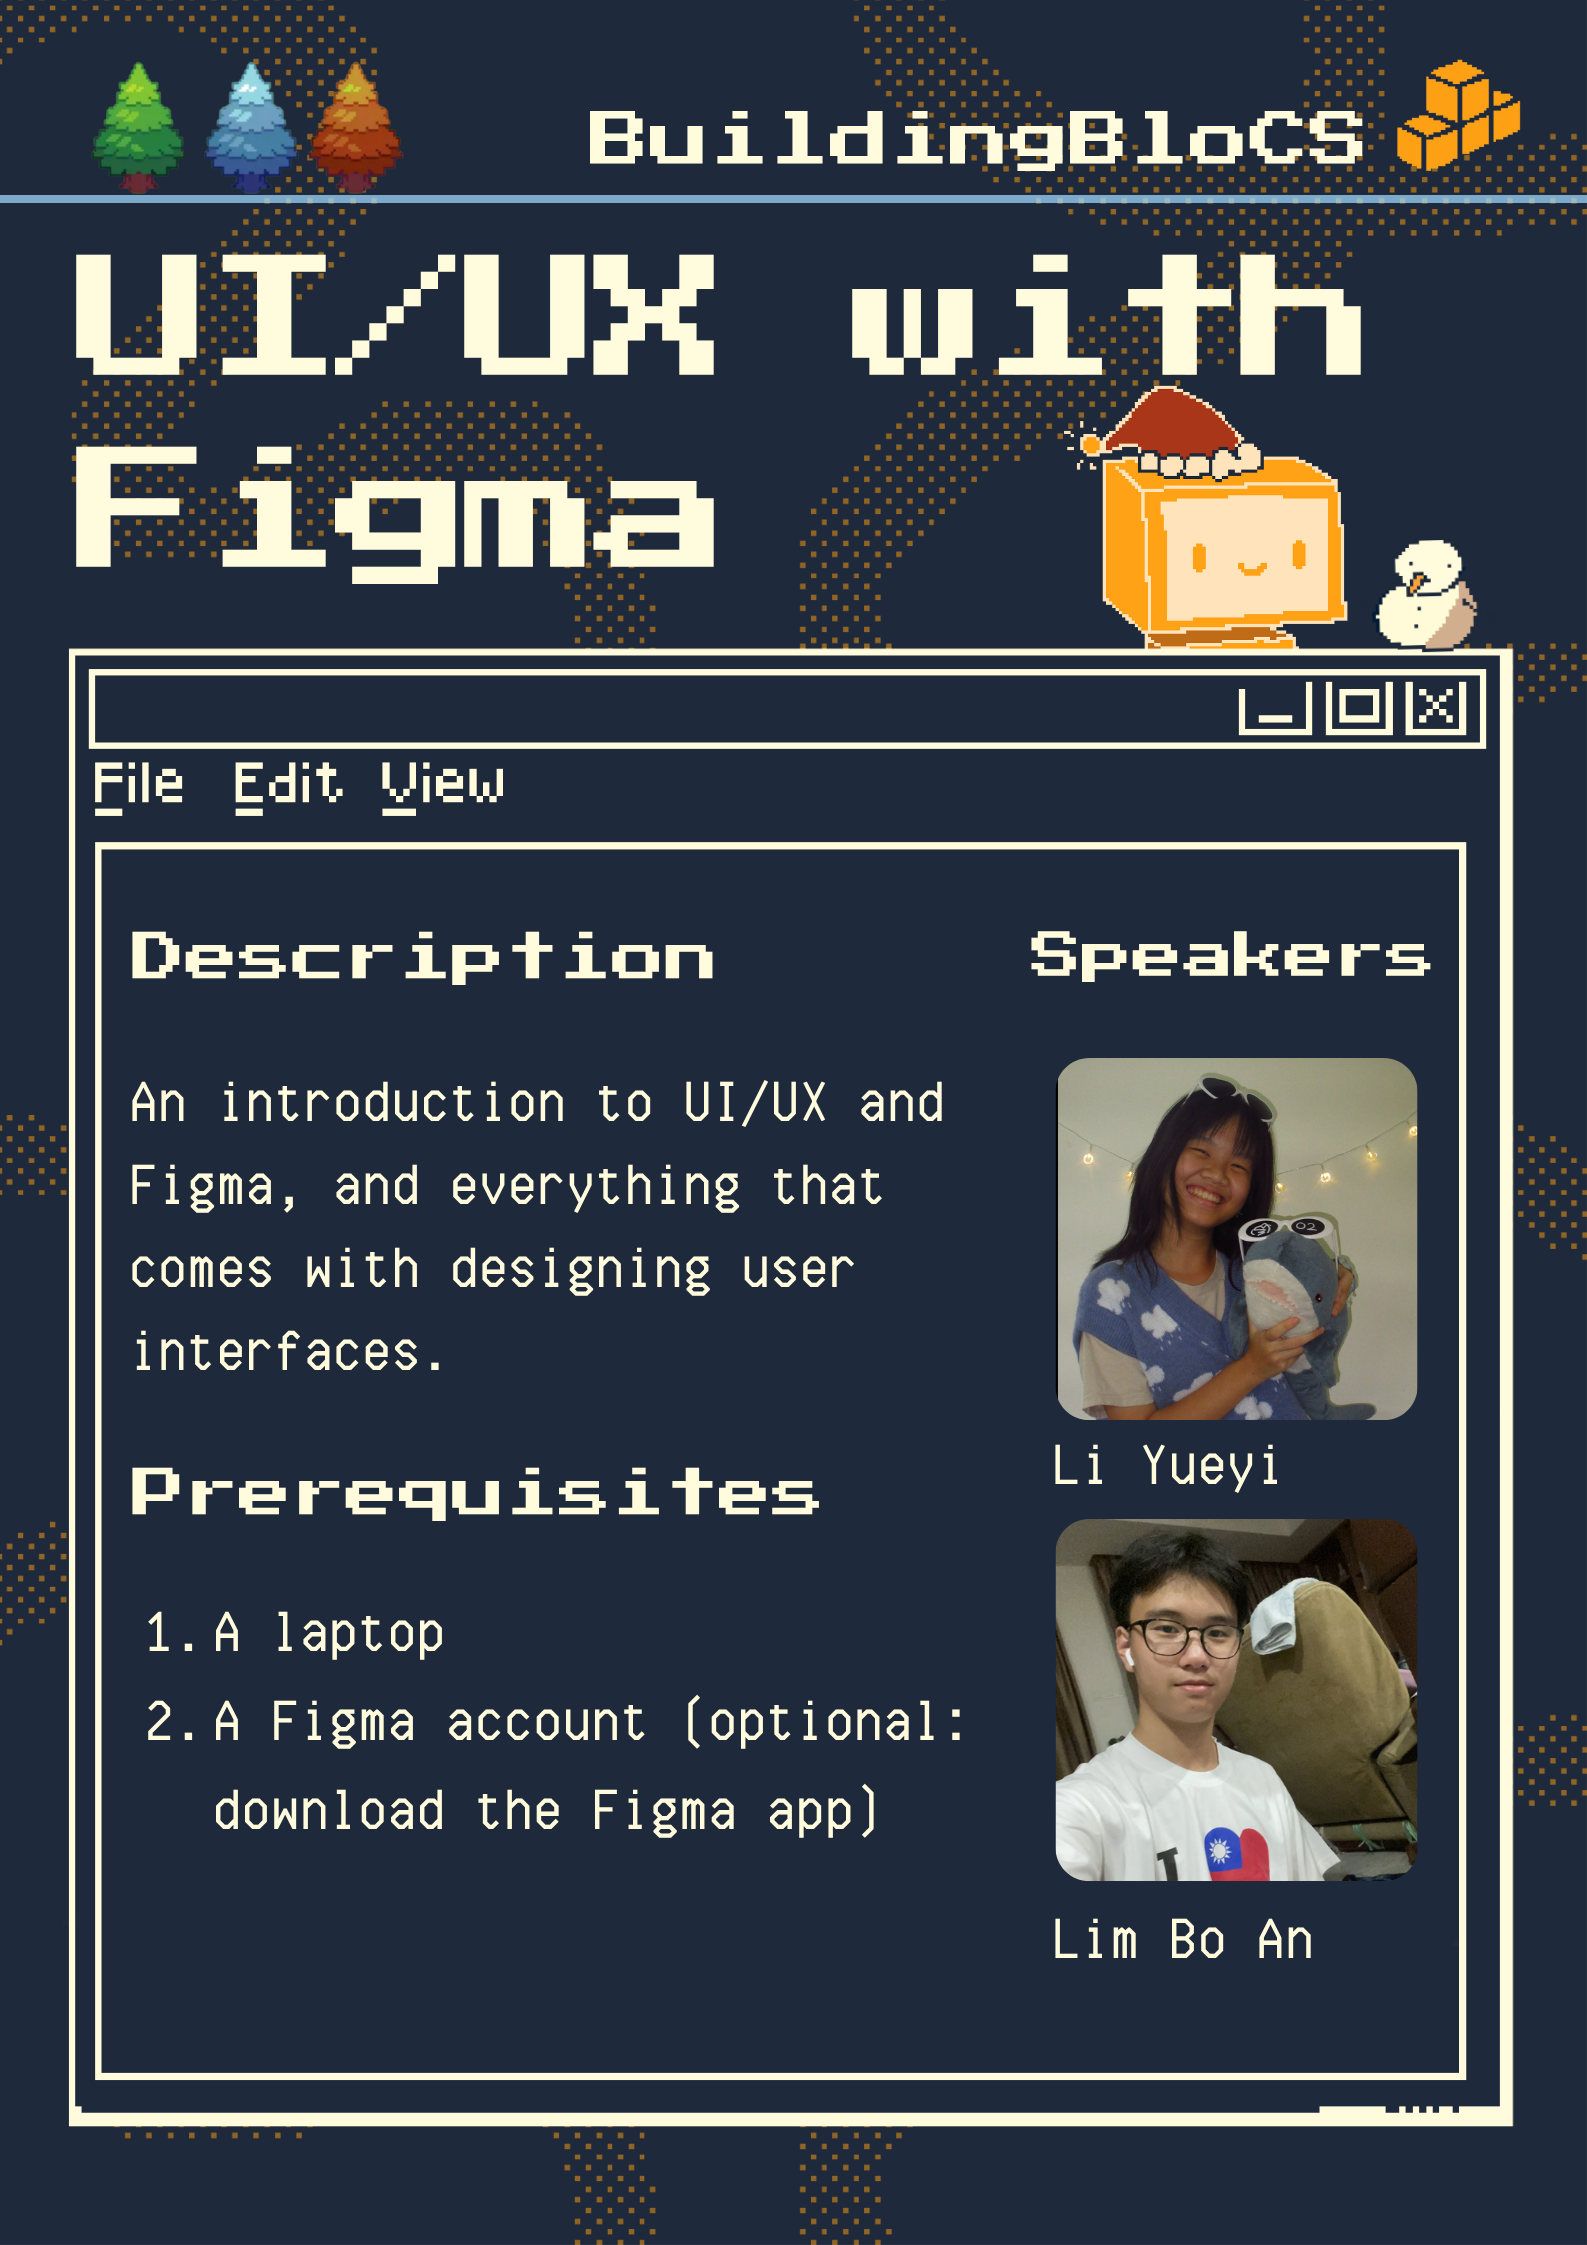 BuildingBloCS
UI/UX with
Figma
File Edit View
Description
An introduction to UI/UX and
Figma, and everything that
comes with designing user
interfaces.
Prerequisites
1. A laptop
2. A Figma account (optional:
download the Figma app)
Speakers
02
Li Yueyi
I
Lim Bo An